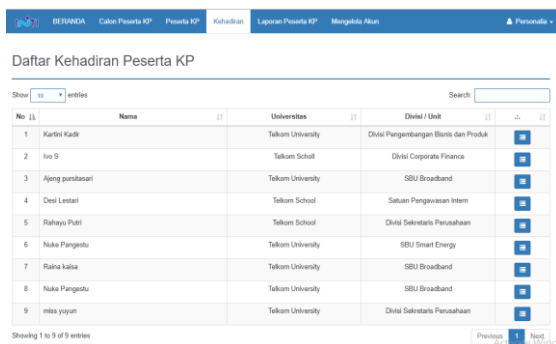 BERANDA Calon Peserta KP Peserta KP Kehadiran Laporan Peserta KP Mengelola Akun Personalia
Daftar Kehadiran Peserta KP
Show 10 entries Search:
No Nama Universitas Divisi / Unit .:.
1 Kartini Kadir Telkom University Divisi Pengembangan Bisnis dan Produk
2 Ivo S Telkom Scholl Divisi Corporate Finance
3 Ajeng pursitasari Telkom University SBU Broadband
4 Desi Lestari Telkom School Satuan Pengawasan Intern
5 Rahayu Putri Telkom School Divisi Sekretaris Perusahaan
6 Nuke Pangestu Telkom University SBU Smart Energy
7 Raina kaisa Telkom University SBU Broadband
8 Nuke Pangestu Telkom University SBU Broadband
9 miss yuyun Telkom University Divisi Sekretaris Perusahaan
Showing 1 to 9 of 9 entries Previous 1 Next